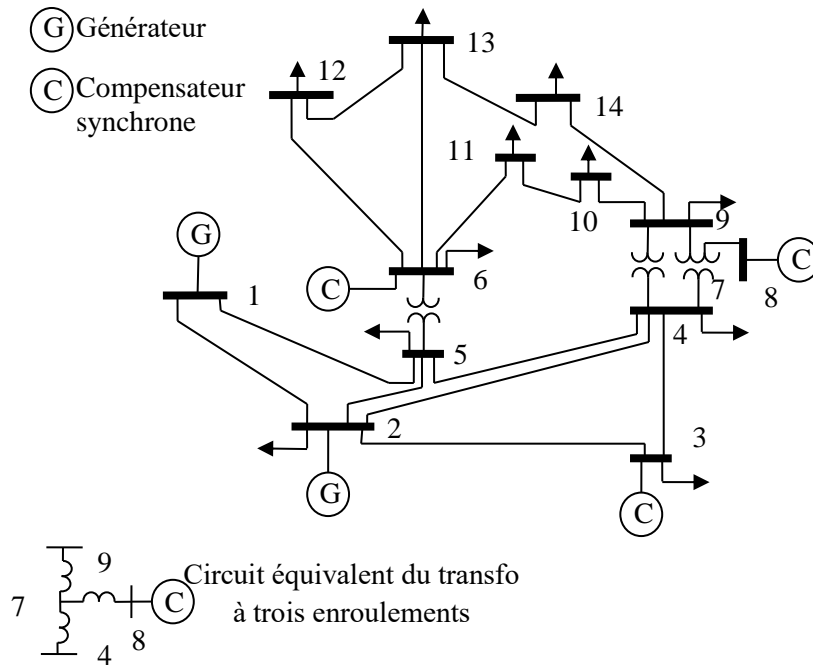 G Générateur
C Compensateur
synchrone
13
12
14
11
10
9
G
C
6
C
1
7
8
5
4
2
3
G
C
9
Circuit équivalent du transfo
à trois enroulements
7
C
8
4